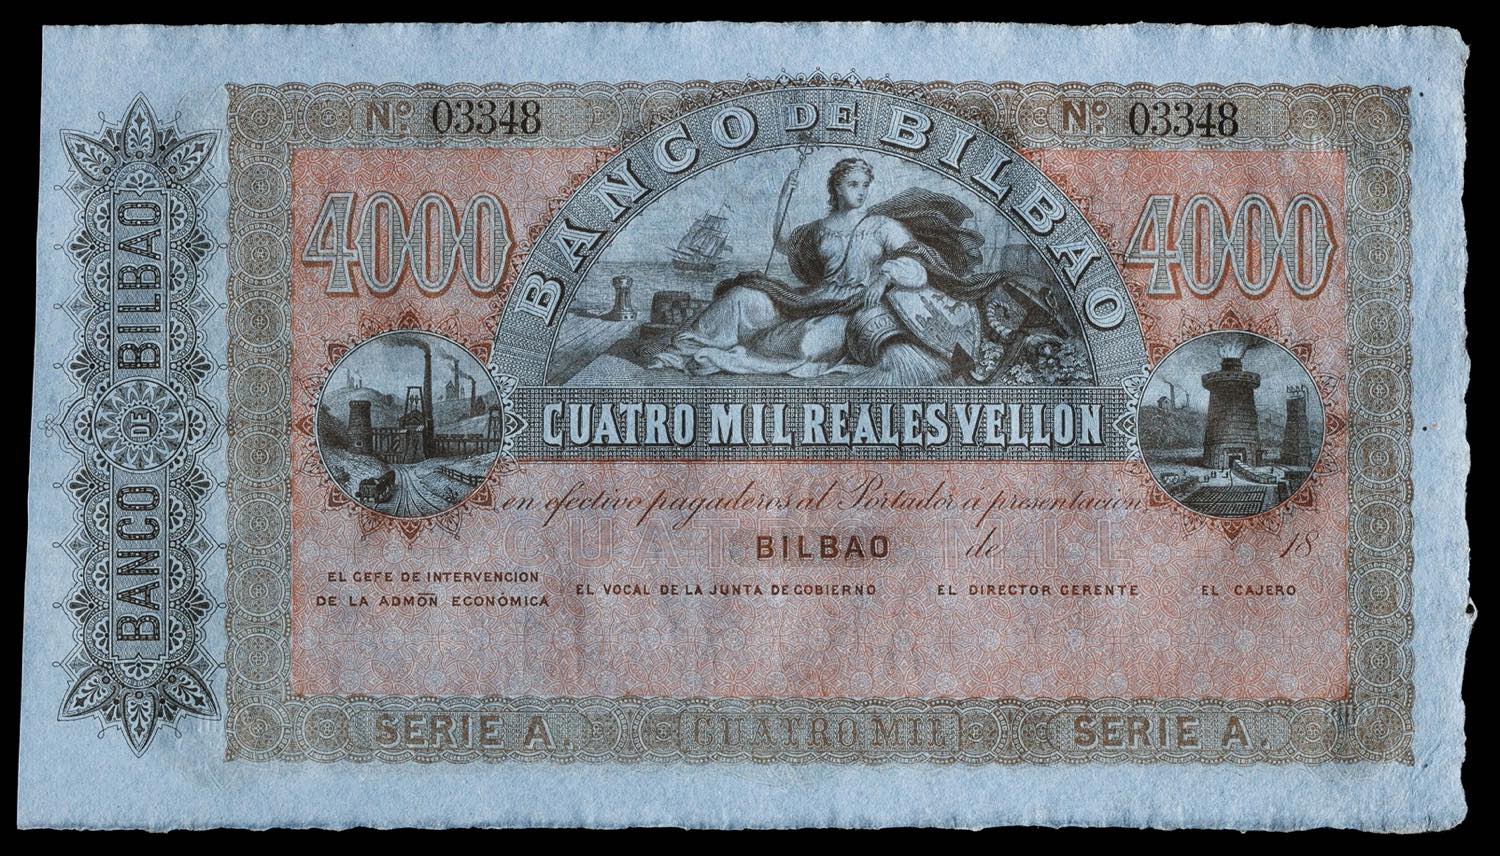 Nº 03348
Nº 03348
BANCO DE BILBAO
4000
4000
CUATRO MIL REALES VELLON
en efectivo pagaderos al Portador á presentacion
CUATRO MIL
BILBAO de 18
EL GEFE DE INTERVENCION
DE LA ADMŌN ECONÓMICA
EL VOCAL DE LA JUNTA DE GOBIERNO
EL DIRECTOR GERENTE
EL CAJERO
SERIE A.
CUATRO MIL
SERIE A.
BANCO DE BILBAO